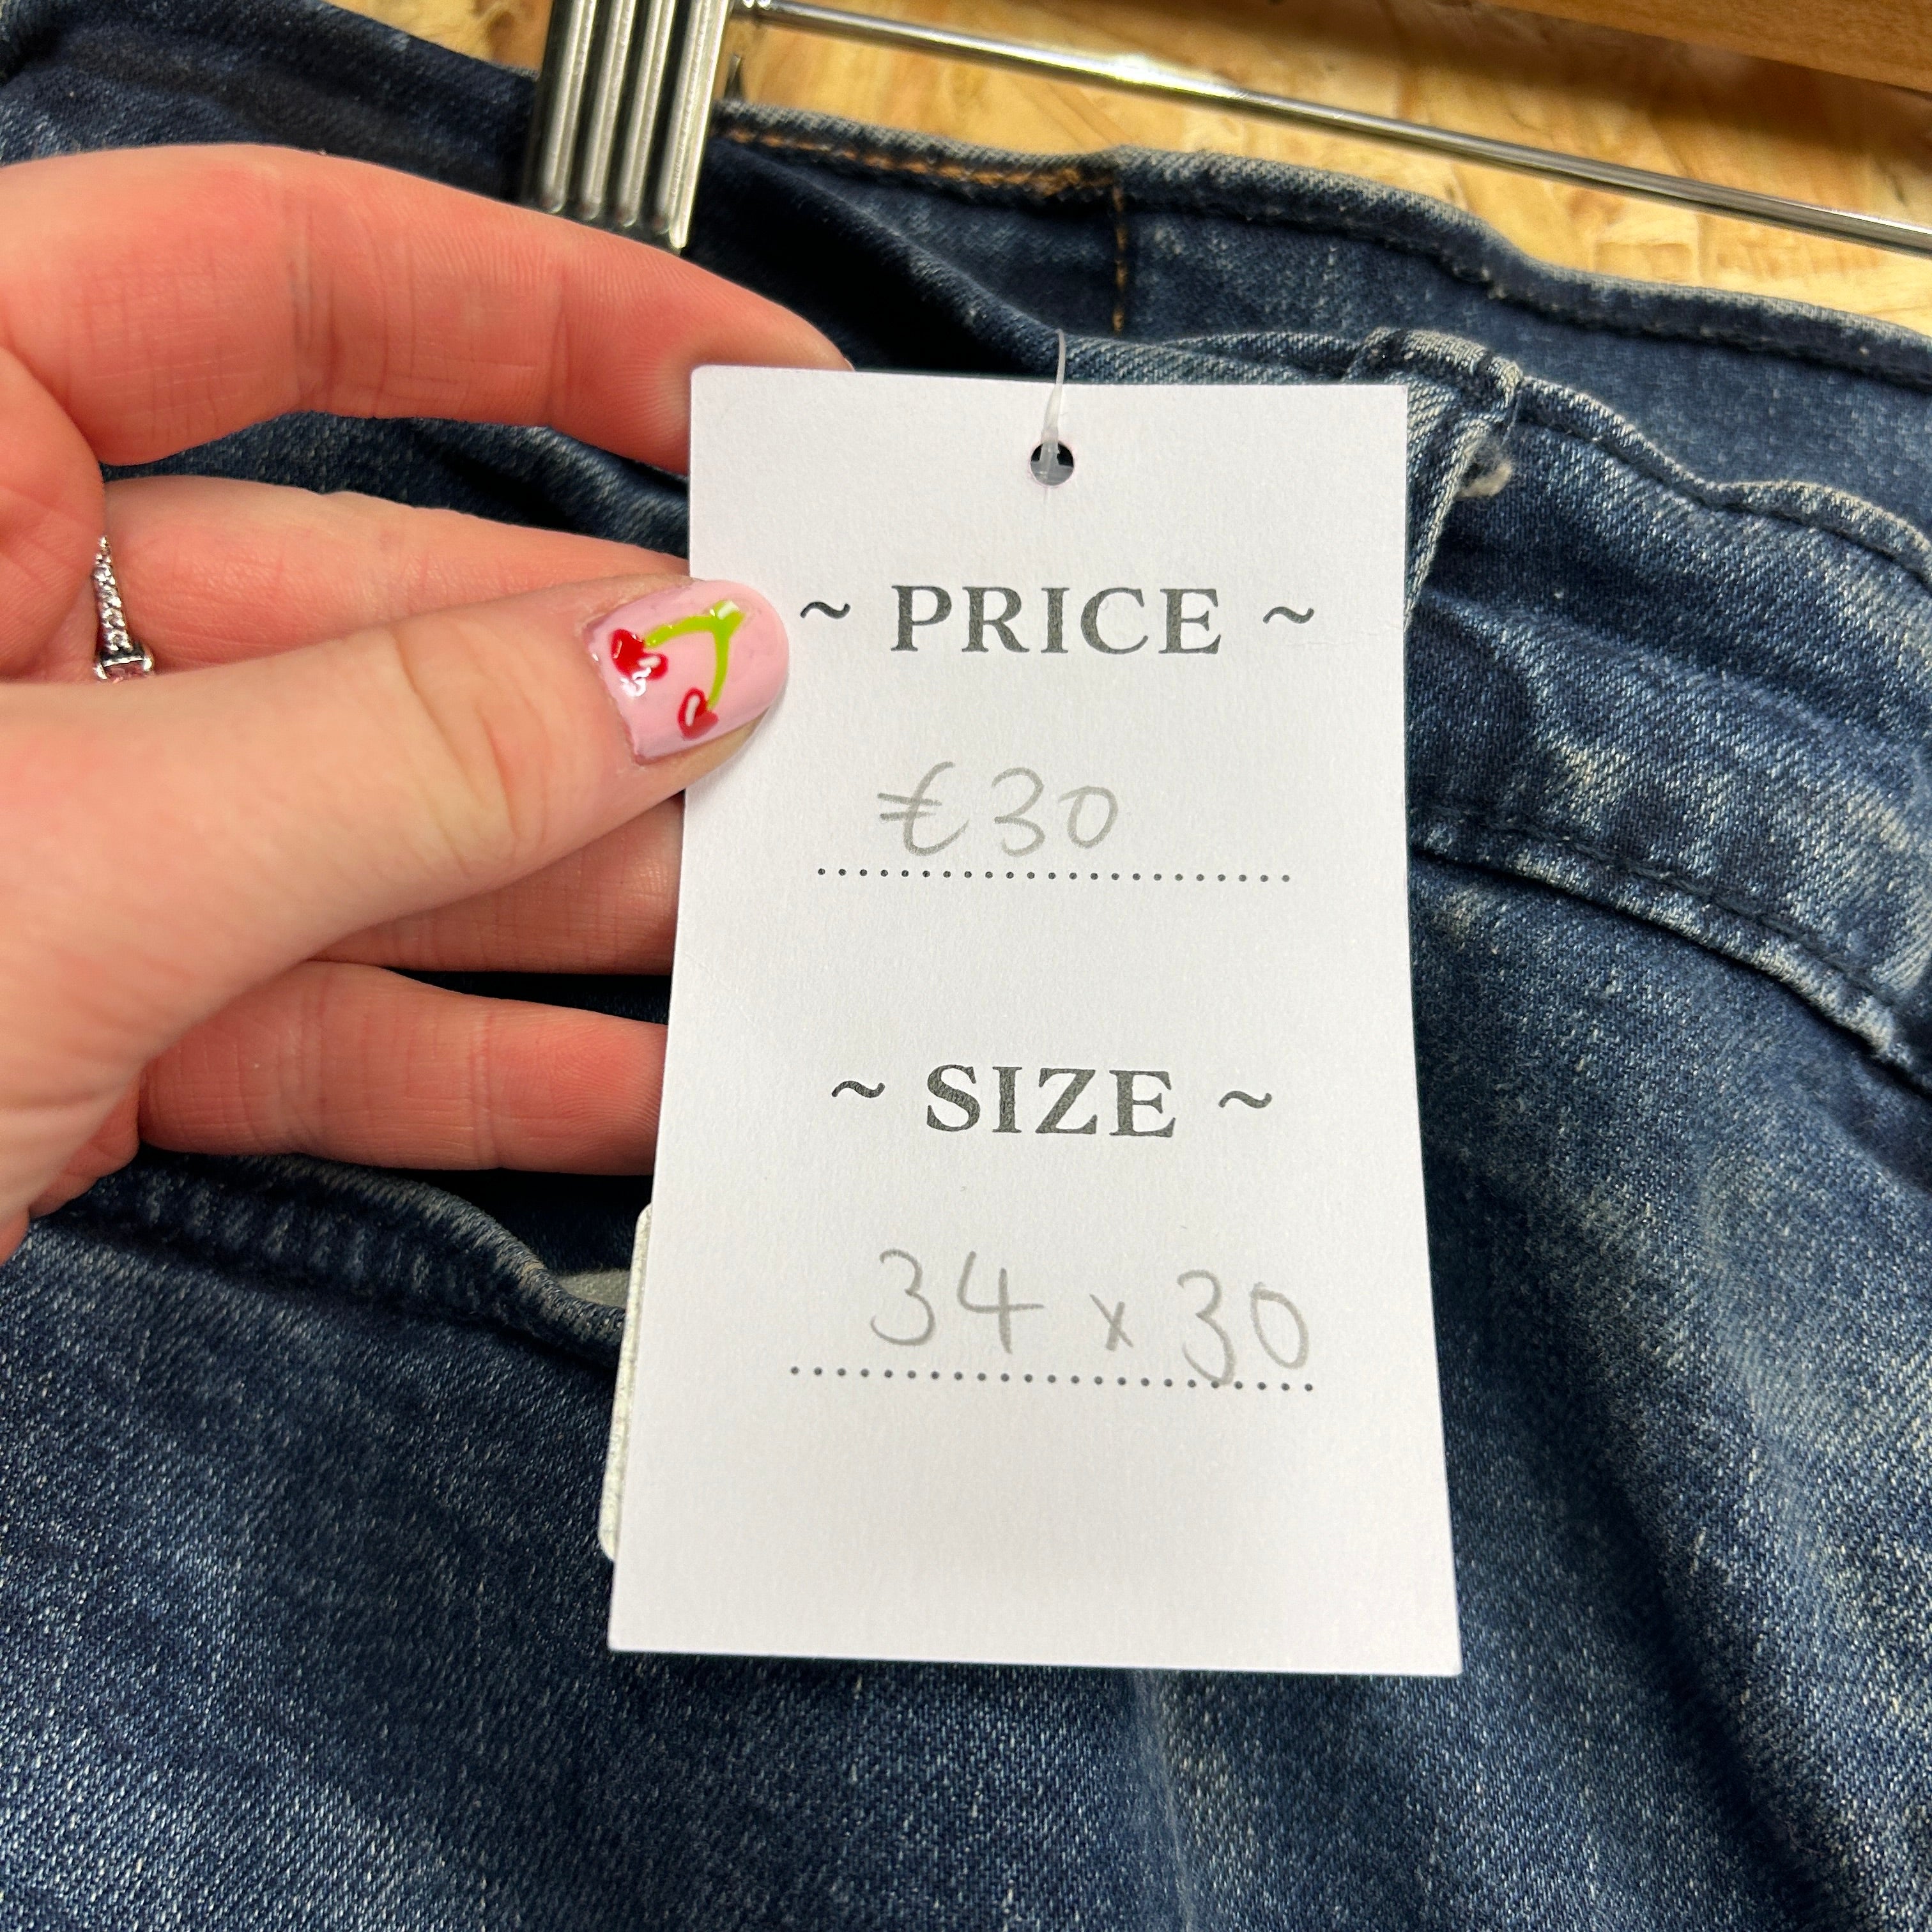 ~ PRICE ~
€30
~ SIZE ~
34 x 30